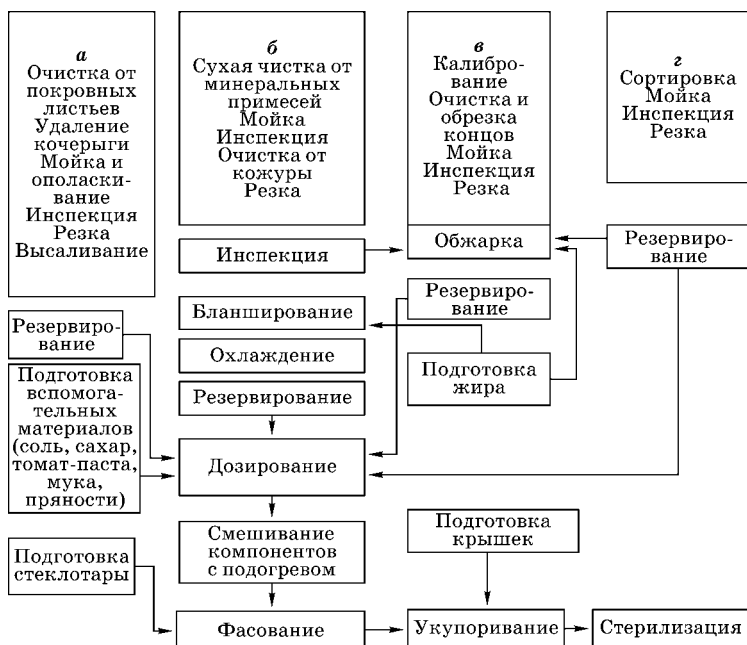 а
Очистка от
покровных
листьев
Удаление
кочерыги
Мойка и
ополаски-
вание
Инспекция
Резка
Высаливание
б
Сухая чистка от
минеральных
примесей
Мойка
Инспекция
Очистка от
кожуры
Резка
в
Калибро-
вание
Очистка и
обрезка
концов
Мойка
Инспекция
Резка
г
Сортировка
Мойка
Инспекция
Резка
Инспекция
Обжарка
Резервиро-
вание
Бланширование
Резервиро-
вание
Резервиро-
вание
Охлаждение
Подготовка
жира
Подготовка
вспомога-
тельных
материалов
(соль, сахар,
томат-паста,
мука,
пряности)
Резервирование
Дозирование
Смешивание
компонентов
с подогревом
Подготовка
крышек
Подготовка
стеклотары
Фасование
Укупоривание
Стерилизация